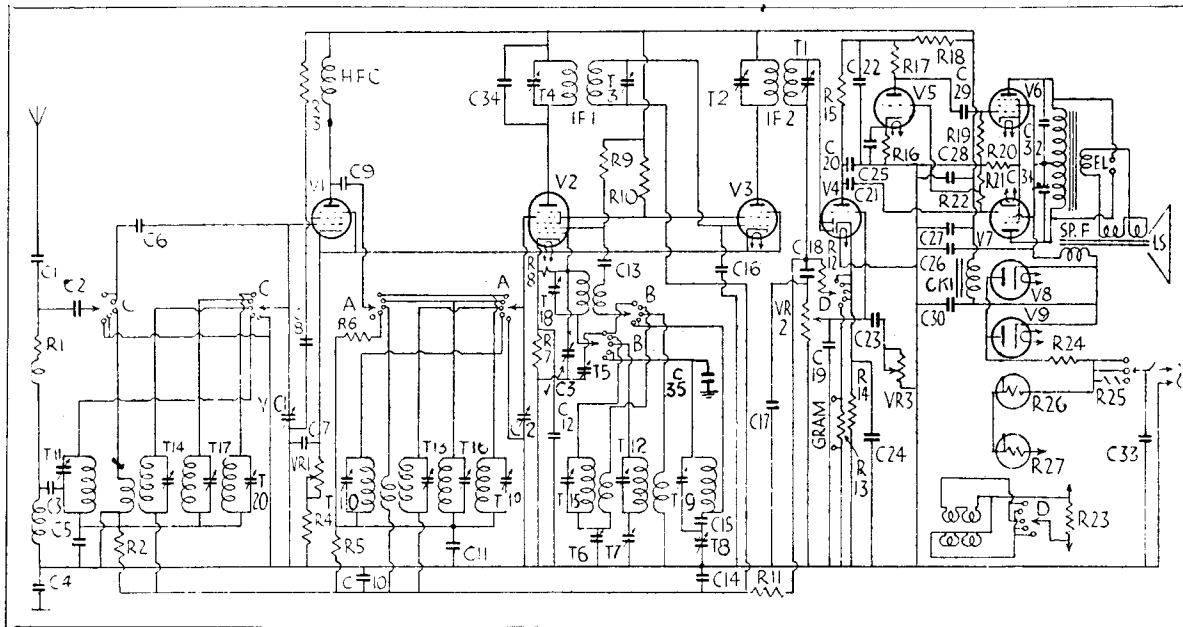 HFC
R3
V1
C34
T4
T3
IF1
T2
T1
IF2
R15
C22
R17
R18
V5
C29
V6
C9
R9
R10
V2
V3
C20
V4
R16
C25
C21
R19
R20
C28
R21
R22
C32
C31
EL
C6
C1
C2
C
C
A
A
R6
R8
T18
C13
B
B
C16
C18
R12
D
VR2
V7
SP.F
LS
C27
C26
CK1
C30
V8
V9
R1
C8
R7
C3
T5
C35
C19
C23
VR3
R24
R25
R26
R27
GRAM
R14
R13
C24
C33
T11
C3
C5
T14
T17
T20
C7
VR1
R4
R2
T10
T13
T16
T19
R5
C11
C12
T15
T12
T9
C15
T6
T7
T8
C17
C4
C10
C14
R11
D
R23